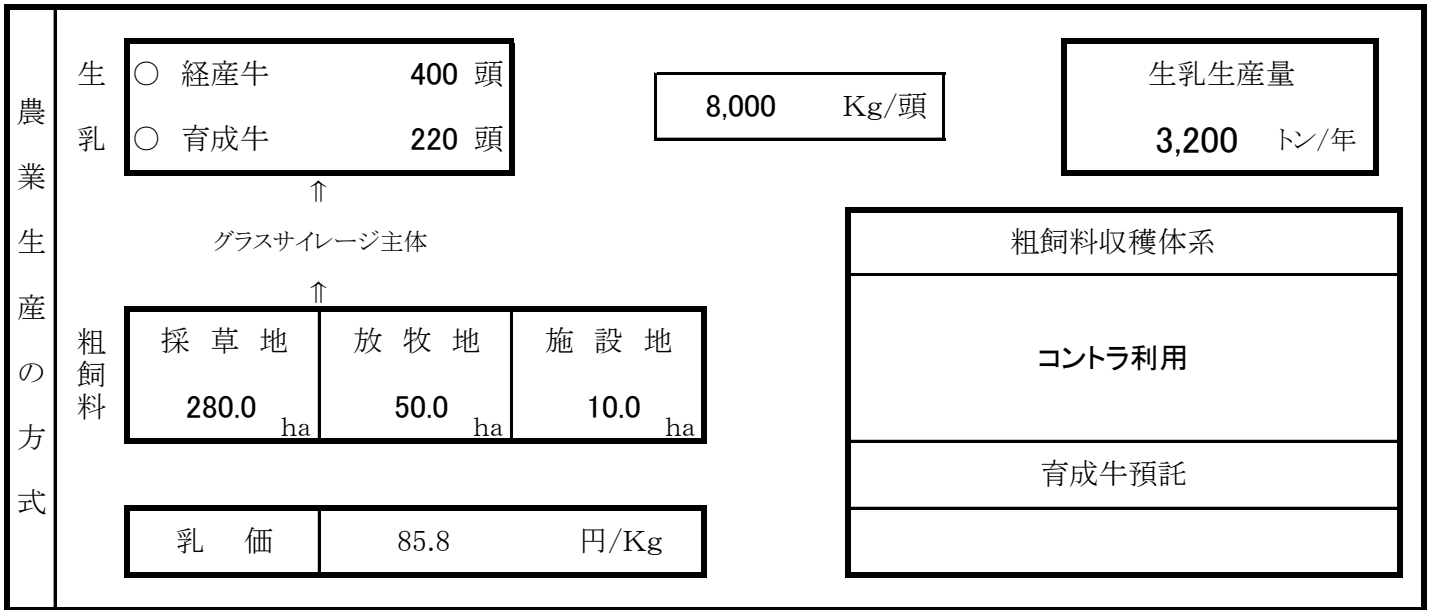 農業生産の方式
生乳
○ 経産牛 400 頭
○ 育成牛 220 頭
8,000 Kg/頭
生乳生産量
3,200 トン/年
⇑
グラスサイレージ主体
⇑
粗飼料
採草地 放牧地 施設地
280.0 ha 50.0 ha 10.0 ha
乳価 85.8 円/Kg
粗飼料収穫体系
コントラ利用
育成牛預託